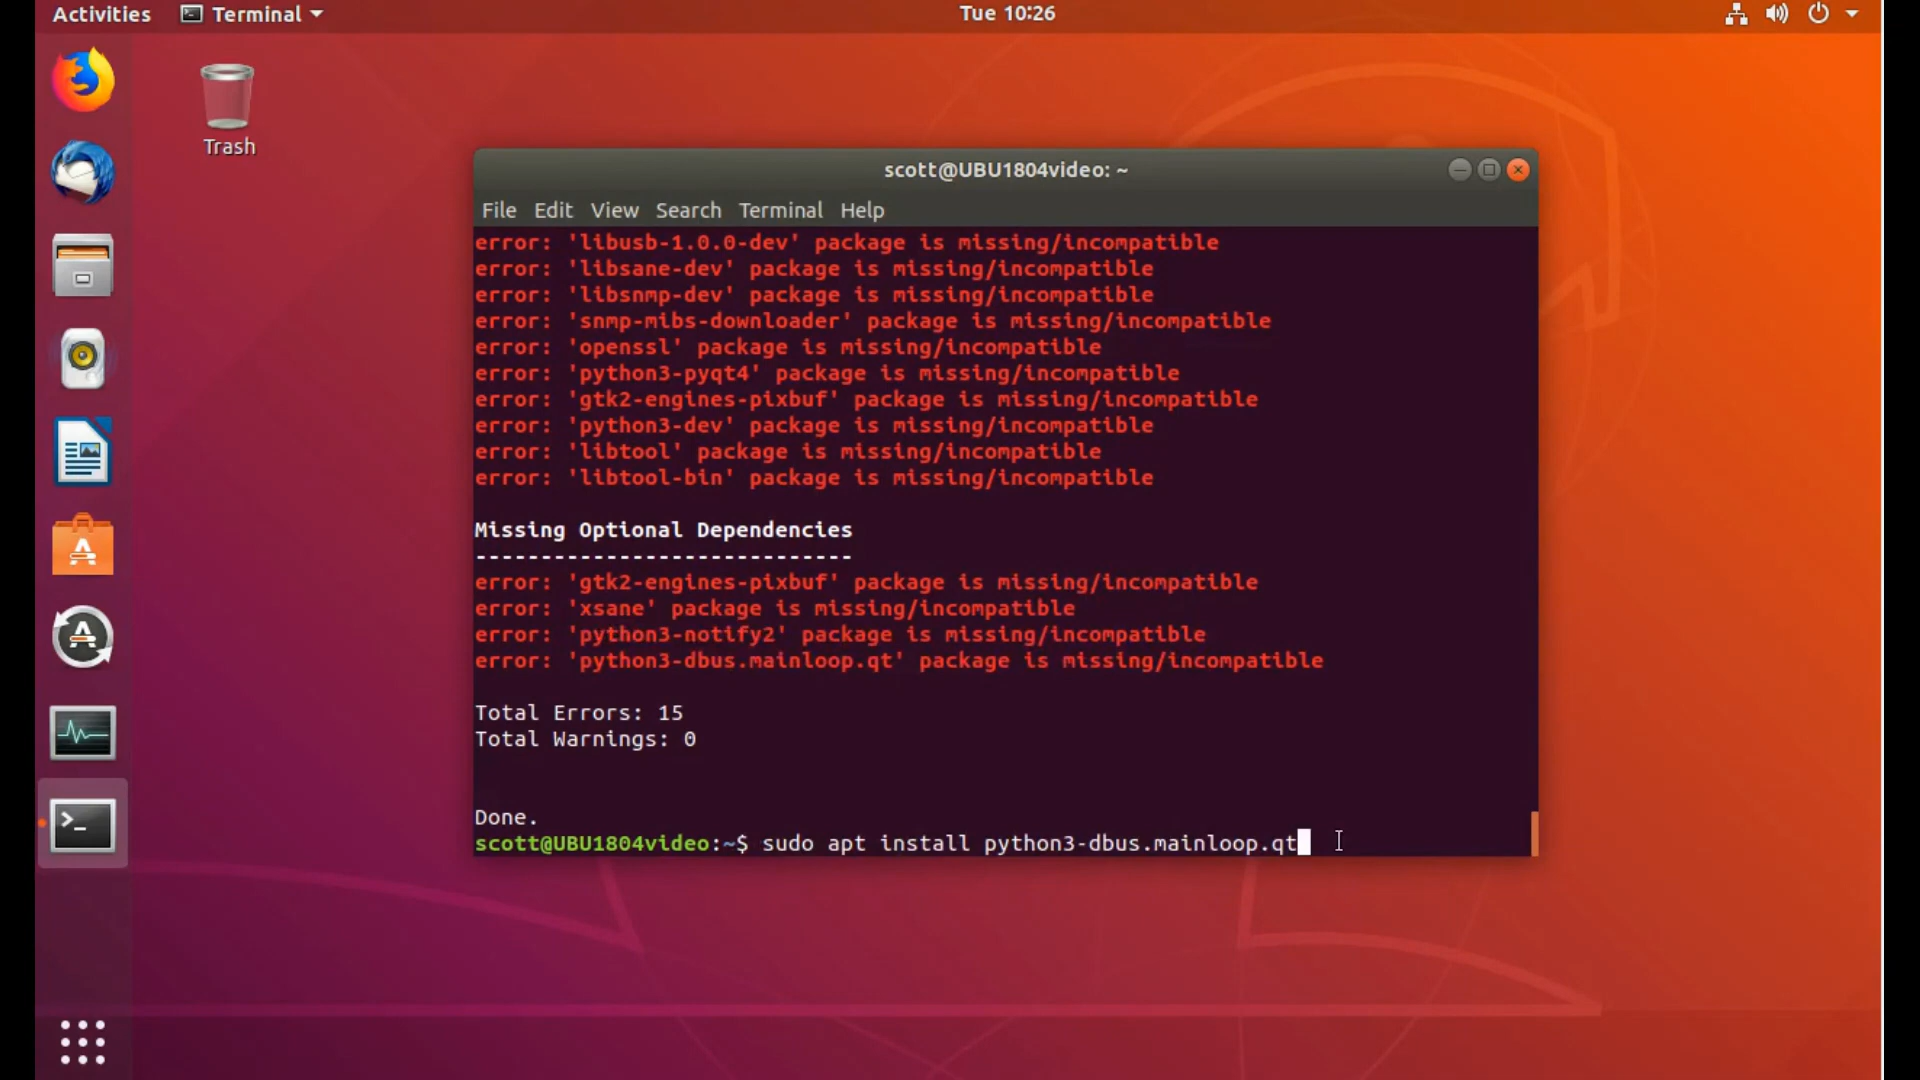 Activities Terminal Tue 10:26
Trash
scott@UBU1804video: ~
File Edit View Search Terminal Help
error: 'libusb-1.0.0-dev' package is missing/incompatible
error: 'libsane-dev' package is missing/incompatible
error: 'libsnmp-dev' package is missing/incompatible
error: 'snmp-mibs-downloader' package is missing/incompatible
error: 'openssl' package is missing/incompatible
error: 'python3-pyqt4' package is missing/incompatible
error: 'gtk2-engines-pixbuf' package is missing/incompatible
error: 'python3-dev' package is missing/incompatible
error: 'libtool' package is missing/incompatible
error: 'libtool-bin' package is missing/incompatible
Missing Optional Dependencies
-----------------------------
error: 'gtk2-engines-pixbuf' package is missing/incompatible
error: 'xsane' package is missing/incompatible
error: 'python3-notify2' package is missing/incompatible
error: 'python3-dbus.mainloop.qt' package is missing/incompatible
Total Errors: 15
Total Warnings: 0
Done.
scott@UBU1804video:~$ sudo apt install python3-dbus.mainloop.qt